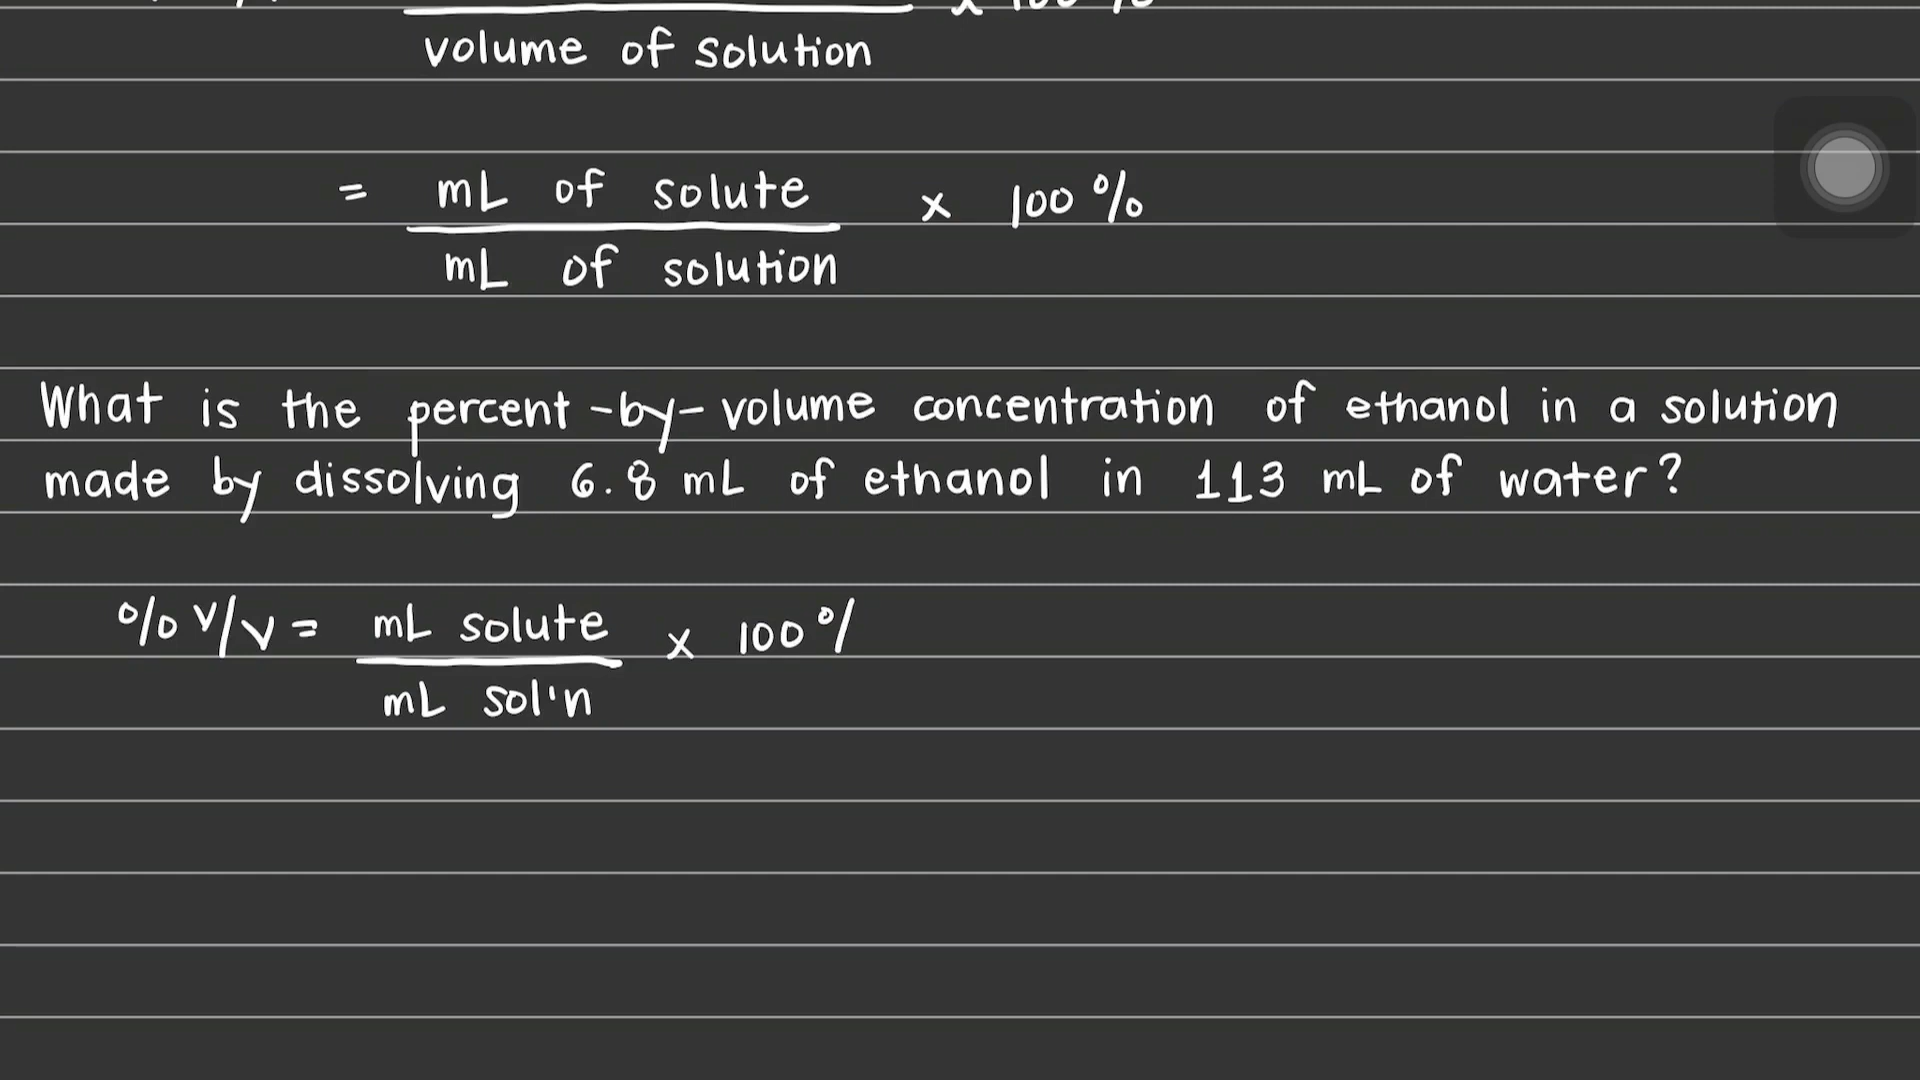 volume of solution
= mL of solute x 100 %
mL of solution
What is the percent-by-volume concentration of ethanol in a solution
made by dissolving 6.8 mL of ethanol in 113 mL of water?
% v/v = mL solute x 100 %
mL sol'n